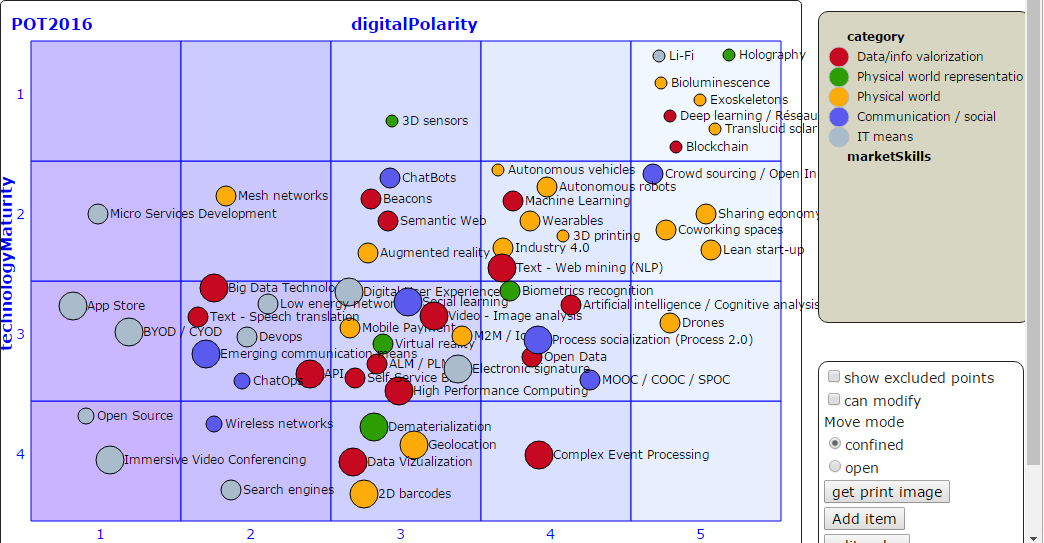 POT2016
digitalPolarity
technologyMaturity
1
Li-Fi
Holography
Bioluminescence
Exoskeletons
Deep learning / Réseau
Translucid solar
Blockchain
3D sensors
2
ChatBots
Autonomous vehicles
Crowd sourcing / Open In
Autonomous robots
Mesh networks
Beacons
Machine Learning
Micro Services Development
Semantic Web
Wearables
Sharing economy
Coworking spaces
3D printing
Augmented reality
Industry 4.0
Lean start-up
Text - Web mining (NLP)
3
Big Data Technolo
Digital User Experience
Biometrics recognition
App Store
Low energy networ
Social learning
Artificial intelligence / Cognitive analysis
Text - Speech translation
Video - Image analysis
Drones
BYOD / CYOD
Devops
Mobile Payment
M2M / Io
Virtual reality
Process socialization (Process 2.0)
Emerging communication means
Open Data
ALM / PLM
Electronic signature
API
ChatOps
Self-Service B
MOOC / COOC / SPOC
High Performance Computing
4
Open Source
Wireless networks
Dematerialization
Geolocation
Immersive Video Conferencing
Data Vizualization
Complex Event Processing
Search engines
2D barcodes
1
2
3
4
5
category
Data/info valorization
Physical world representatio
Physical world
Communication / social
IT means
marketSkills
show excluded points
can modify
Move mode
confined
open
get print image
Add item